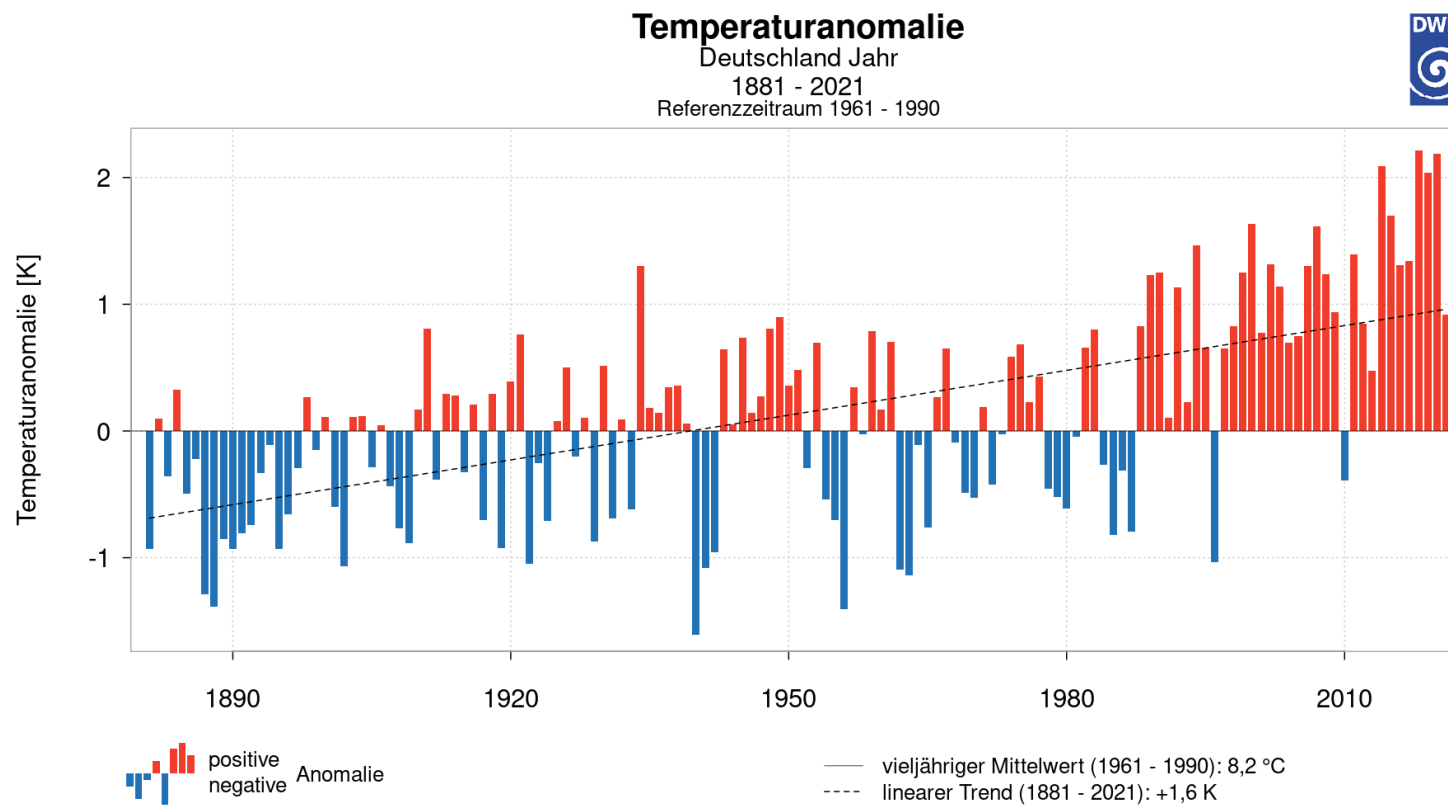 Temperaturanomalie
Deutschland Jahr
1881 - 2021
Referenzzeitraum 1961 - 1990
DW
Temperaturanomalie [K]
2
1
0
-1
1890
1920
1950
1980
2010
positive
negative
Anomalie
vieljähriger Mittelwert (1961 - 1990): 8,2 °C
linearer Trend (1881 - 2021): +1,6 K